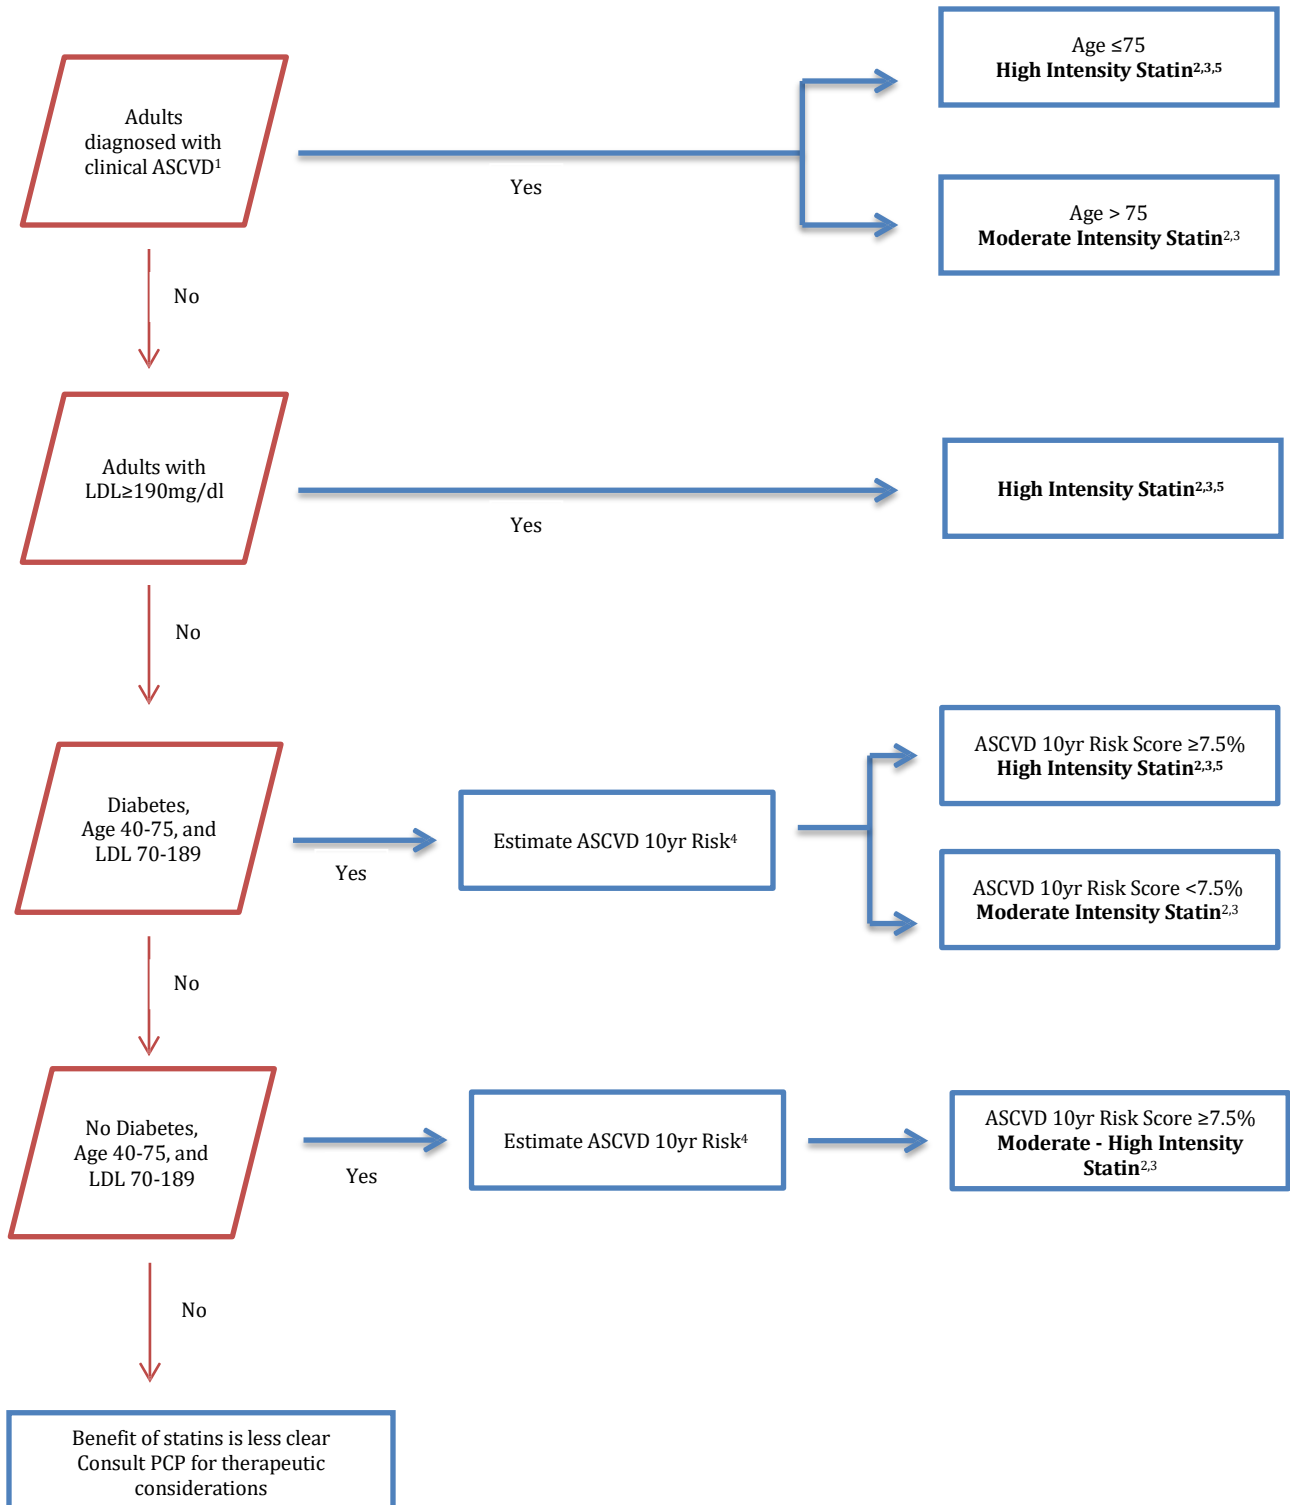 Adults
diagnosed with
clinical ASCVD¹
Yes
Age ≤75
High Intensity Statin²,³,⁵
Age > 75
Moderate Intensity Statin²,³
No
Adults with
LDL≥190mg/dl
Yes
High Intensity Statin²,³,⁵
No
Diabetes,
Age 40-75, and
LDL 70-189
Yes
Estimate ASCVD 10yr Risk⁴
ASCVD 10yr Risk Score ≥7.5%
High Intensity Statin²,³,⁵
ASCVD 10yr Risk Score <7.5%
Moderate Intensity Statin²,³
No
No Diabetes,
Age 40-75, and
LDL 70-189
Yes
Estimate ASCVD 10yr Risk⁴
ASCVD 10yr Risk Score ≥7.5%
Moderate - High Intensity
Statin²,³
No
Benefit of statins is less clear
Consult PCP for therapeutic
considerations